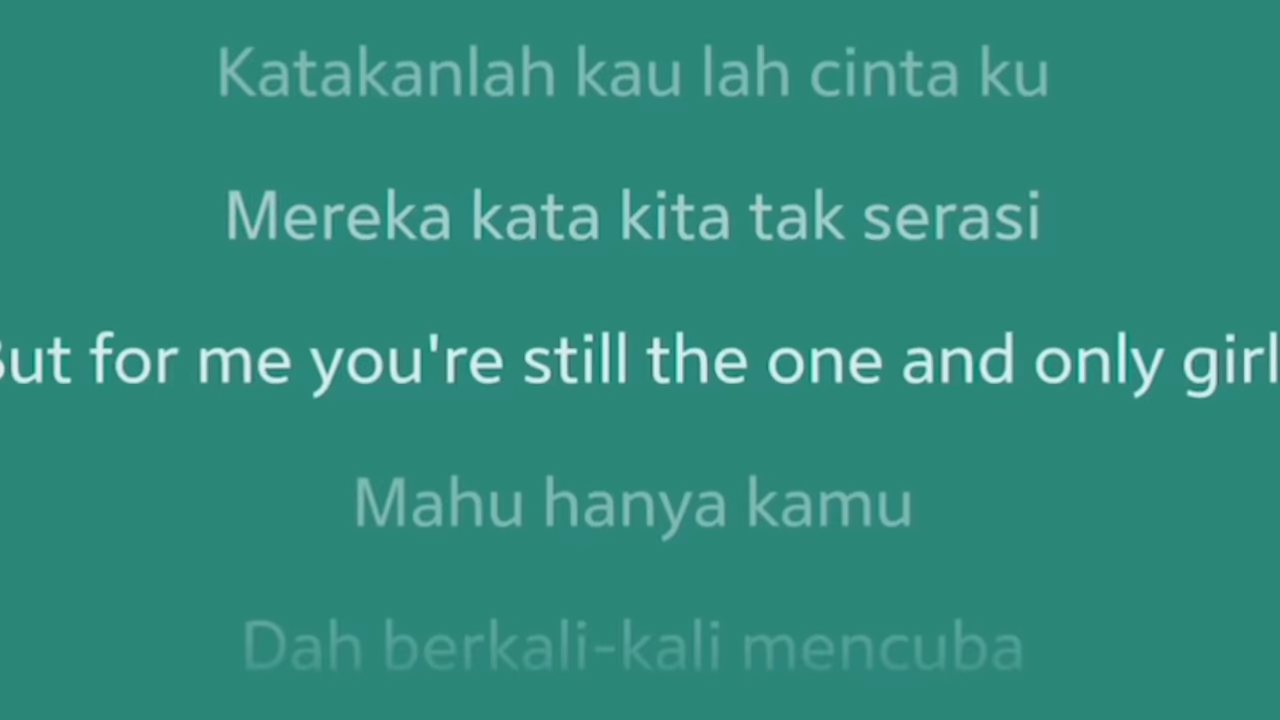 Katakanlah kau lah cinta ku
Mereka kata kita tak serasi
But for me you're still the one and only girl
Mahu hanya kamu
Dah berkali-kali mencuba